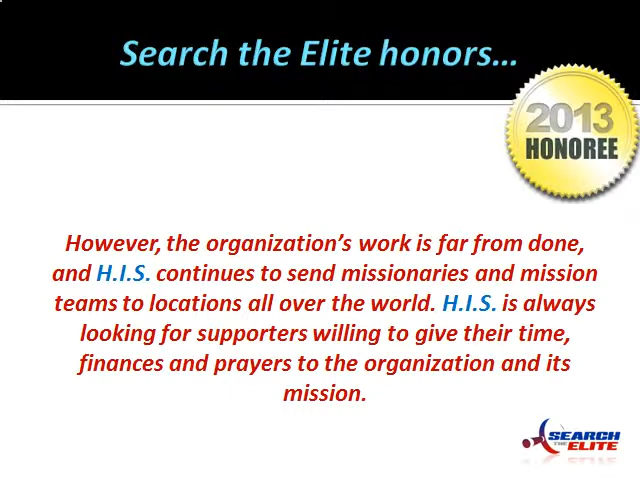 Search the Elite honors...
2013
HONOREE
However, the organization's work is far from done,
and H.I.S. continues to send missionaries and mission
teams to locations all over the world. H.I.S. is always
looking for supporters willing to give their time,
finances and prayers to the organization and its
mission.
SEARCH
THE ELITE